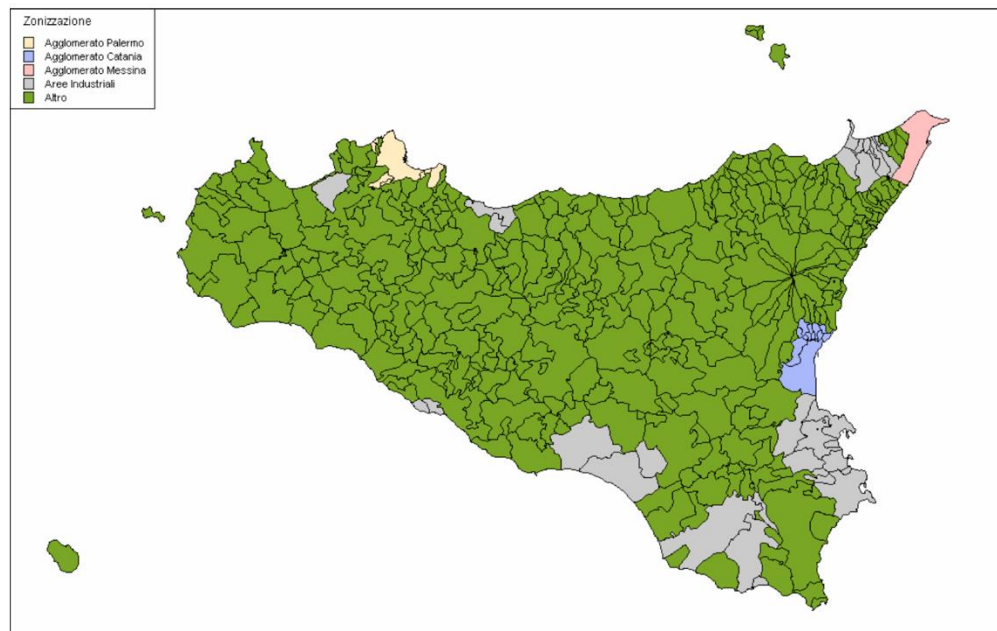 Zonizzazione
Agglomerato Palermo
Agglomerato Catania
Agglomerato Messina
Aree Industriali
Altro